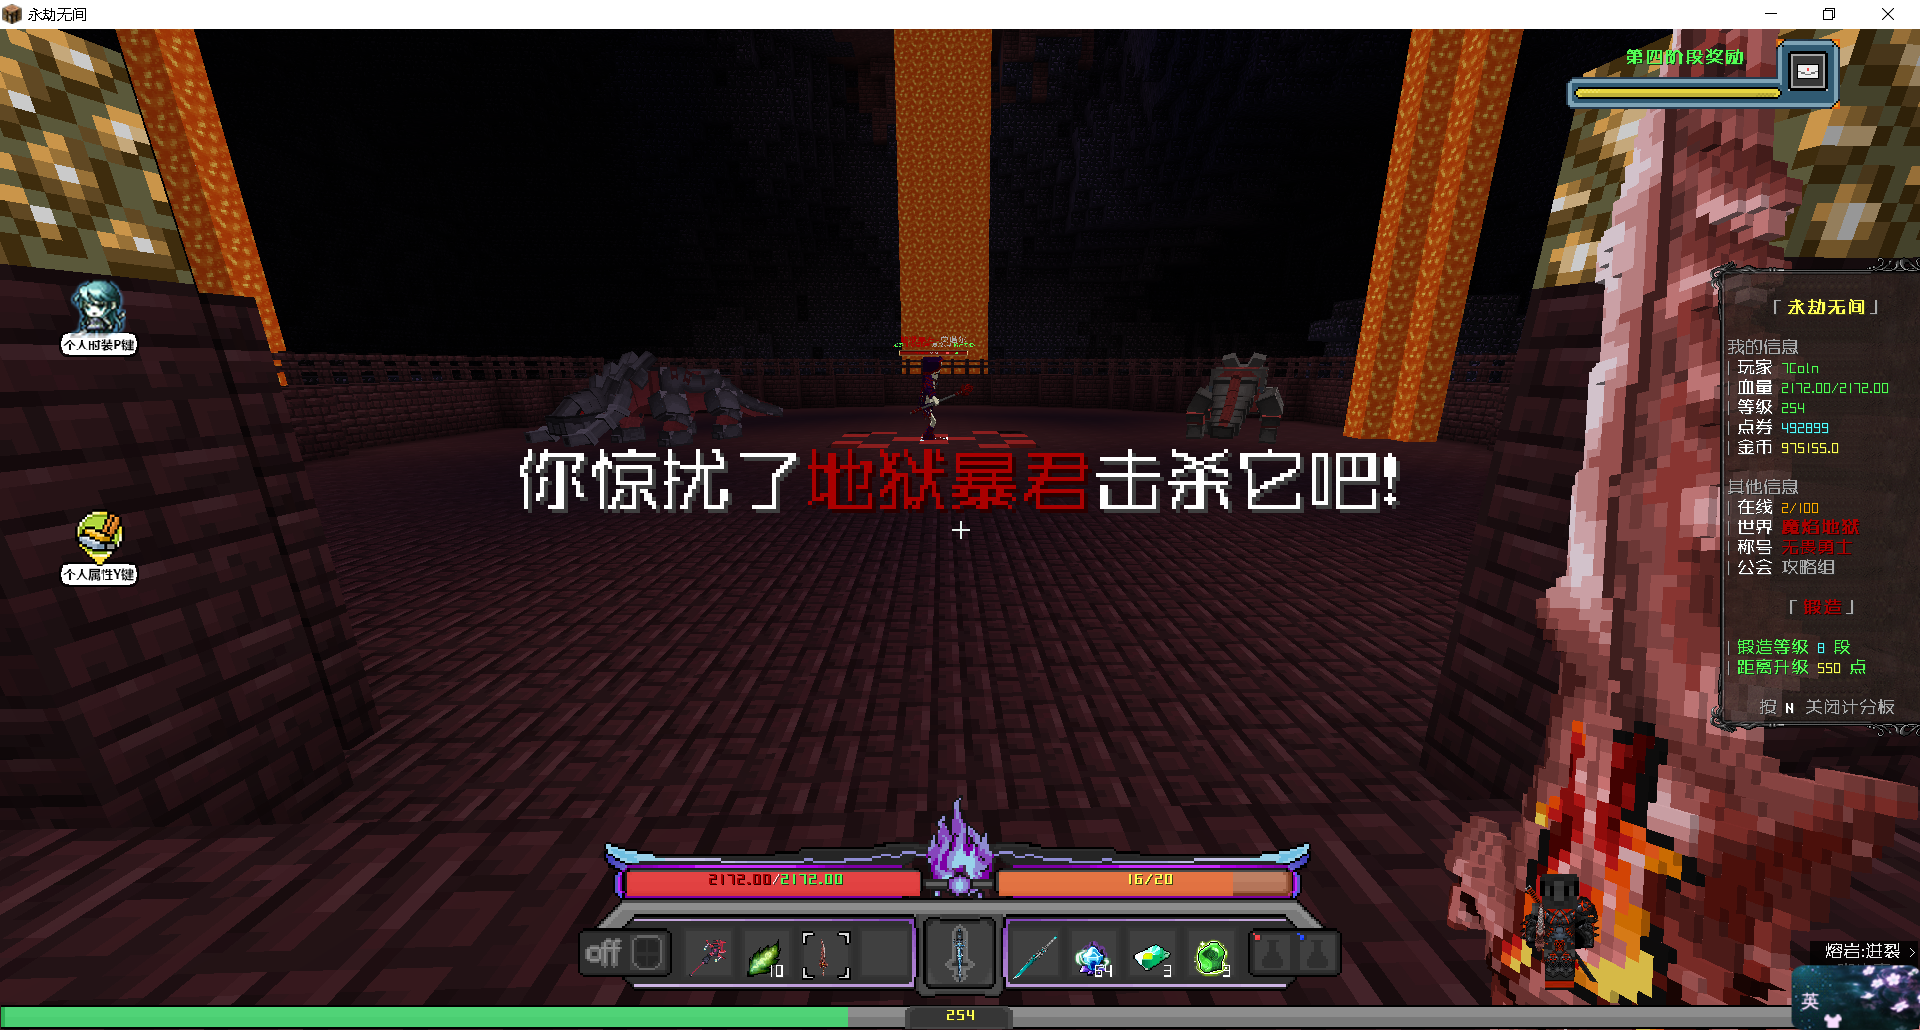 永劫无间
第四阶段奖励
个人时装P键
「永劫无间」
我的信息
玩家 7Coln
血量 2172.00/2172.00
等级 254
点券 492899
金币 975155.0
你惊扰了地狱暴君击杀它吧!
其他信息
在线 2/100
世界 魔焰地狱
称号 无畏勇士
公会 攻略组
个人属性Y键
「锻造」
锻造等级 8 段
距离升级 550 点
按 N 关闭计分板
2172.00/2172.00
16/20
off
10
64
3
9
熔岩:迸裂
英
254